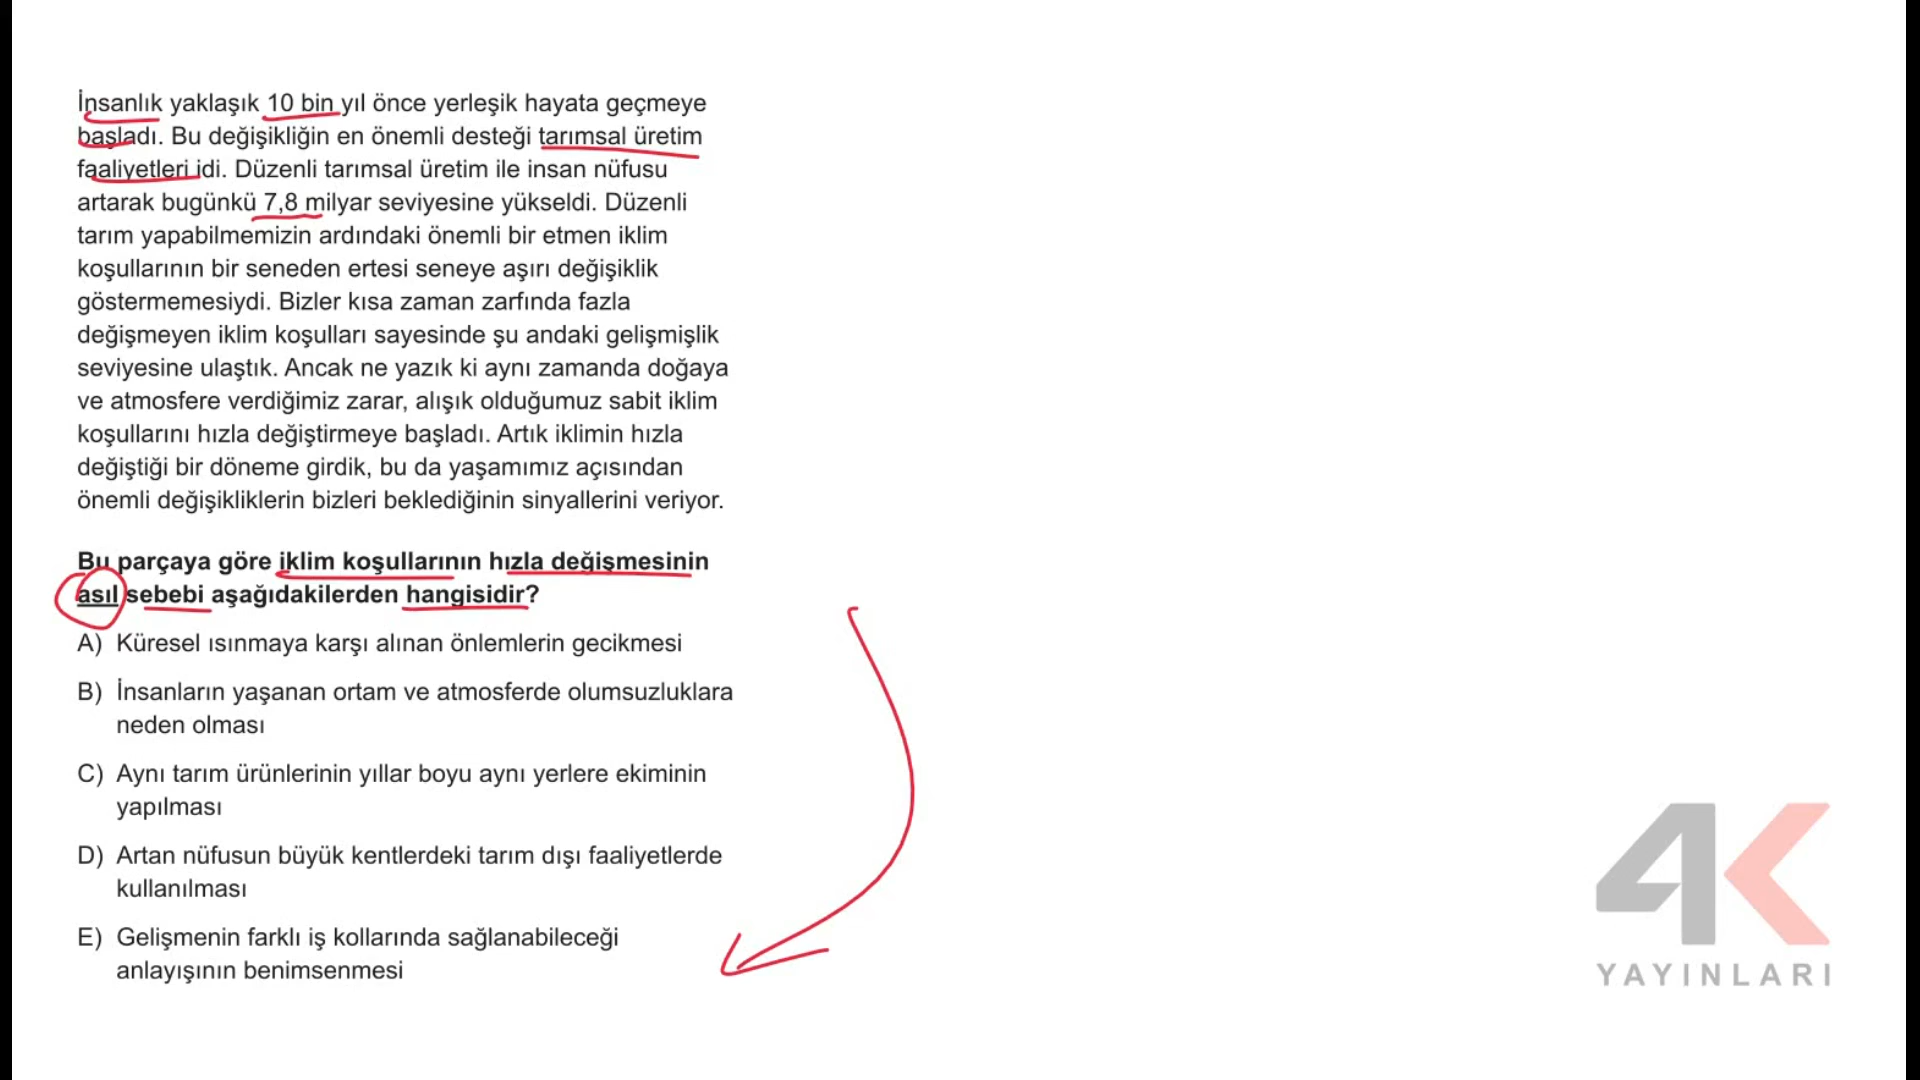 İnsanlık yaklaşık 10 bin yıl önce yerleşik hayata geçmeye
başladı. Bu değişikliğin en önemli desteği tarımsal üretim
faaliyetleri idi. Düzenli tarımsal üretim ile insan nüfusu
artarak bugünkü 7,8 milyar seviyesine yükseldi. Düzenli
tarım yapabilmemizin ardındaki önemli bir etmen iklim
koşullarının bir seneden ertesi seneye aşırı değişiklik
göstermemesiydi. Bizler kısa zaman zarfında fazla
değişmeyen iklim koşulları sayesinde şu andaki gelişmişlik
seviyesine ulaştık. Ancak ne yazık ki aynı zamanda doğaya
ve atmosfere verdiğimiz zarar, alışık olduğumuz sabit iklim
koşullarını hızla değiştirmeye başladı. Artık iklimin hızla
değiştiği bir döneme girdik, bu da yaşamımız açısından
önemli değişikliklerin bizleri beklediğinin sinyallerini veriyor.
Bu parçaya göre iklim koşullarının hızla değişmesinin
asıl sebebi aşağıdakilerden hangisidir?
A) Küresel ısınmaya karşı alınan önlemlerin gecikmesi
B) İnsanların yaşanan ortam ve atmosferde olumsuzluklara
neden olması
C) Aynı tarım ürünlerinin yıllar boyu aynı yerlere ekiminin
yapılması
D) Artan nüfusun büyük kentlerdeki tarım dışı faaliyetlerde
kullanılması
E) Gelişmenin farklı iş kollarında sağlanabileceği
anlayışının benimsenmesi
4K
YAYINLARI